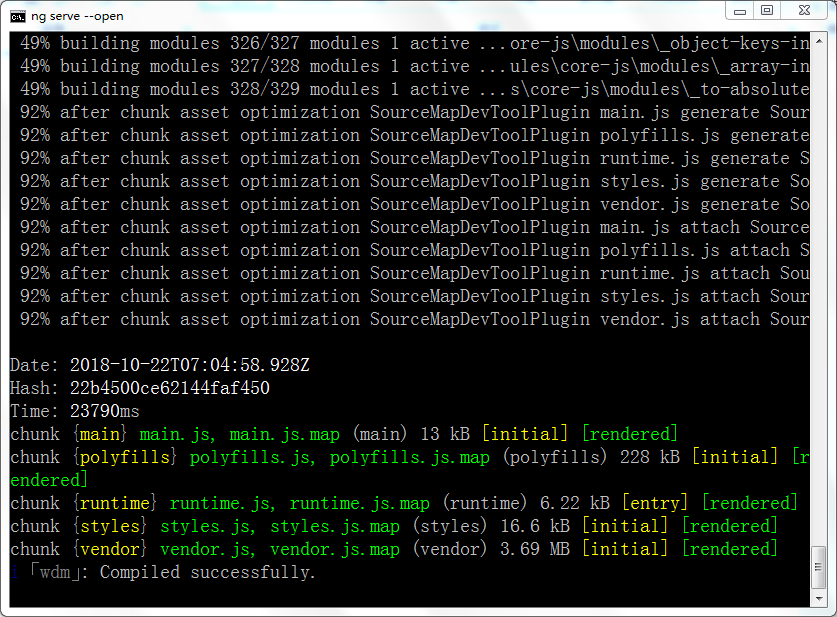 ng serve --open
49% building modules 326/327 modules 1 active ...ore-js\modules\_object-keys-in
49% building modules 327/328 modules 1 active ...ules\core-js\modules\_array-in
49% building modules 328/329 modules 1 active ...s\core-js\modules\_to-absolute
92% after chunk asset optimization SourceMapDevToolPlugin main.js generate Sour
92% after chunk asset optimization SourceMapDevToolPlugin polyfills.js generate
92% after chunk asset optimization SourceMapDevToolPlugin runtime.js generate S
92% after chunk asset optimization SourceMapDevToolPlugin styles.js generate So
92% after chunk asset optimization SourceMapDevToolPlugin vendor.js generate So
92% after chunk asset optimization SourceMapDevToolPlugin main.js attach Source
92% after chunk asset optimization SourceMapDevToolPlugin polyfills.js attach S
92% after chunk asset optimization SourceMapDevToolPlugin runtime.js attach Sou
92% after chunk asset optimization SourceMapDevToolPlugin styles.js attach Sour
92% after chunk asset optimization SourceMapDevToolPlugin vendor.js attach Sour
Date: 2018-10-22T07:04:58.928Z
Hash: 22b4500ce62144faf450
Time: 23790ms
chunk {main} main.js, main.js.map (main) 13 kB [initial] [rendered]
chunk {polyfills} polyfills.js, polyfills.js.map (polyfills) 228 kB [initial] [r
endered]
chunk {runtime} runtime.js, runtime.js.map (runtime) 6.22 kB [entry] [rendered]
chunk {styles} styles.js, styles.js.map (styles) 16.6 kB [initial] [rendered]
chunk {vendor} vendor.js, vendor.js.map (vendor) 3.69 MB [initial] [rendered]
i 「wdm」: Compiled successfully.